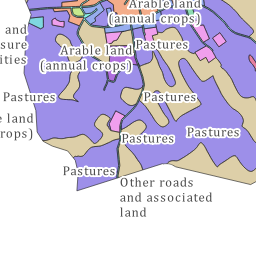 Arable land
(annual crops)
and
sure
ities
Arable land
(annual crops)
Pastures
Pastures
Pastures
e land
rops)
Pastures
Pastures
Pastures
Other roads
and associated
land